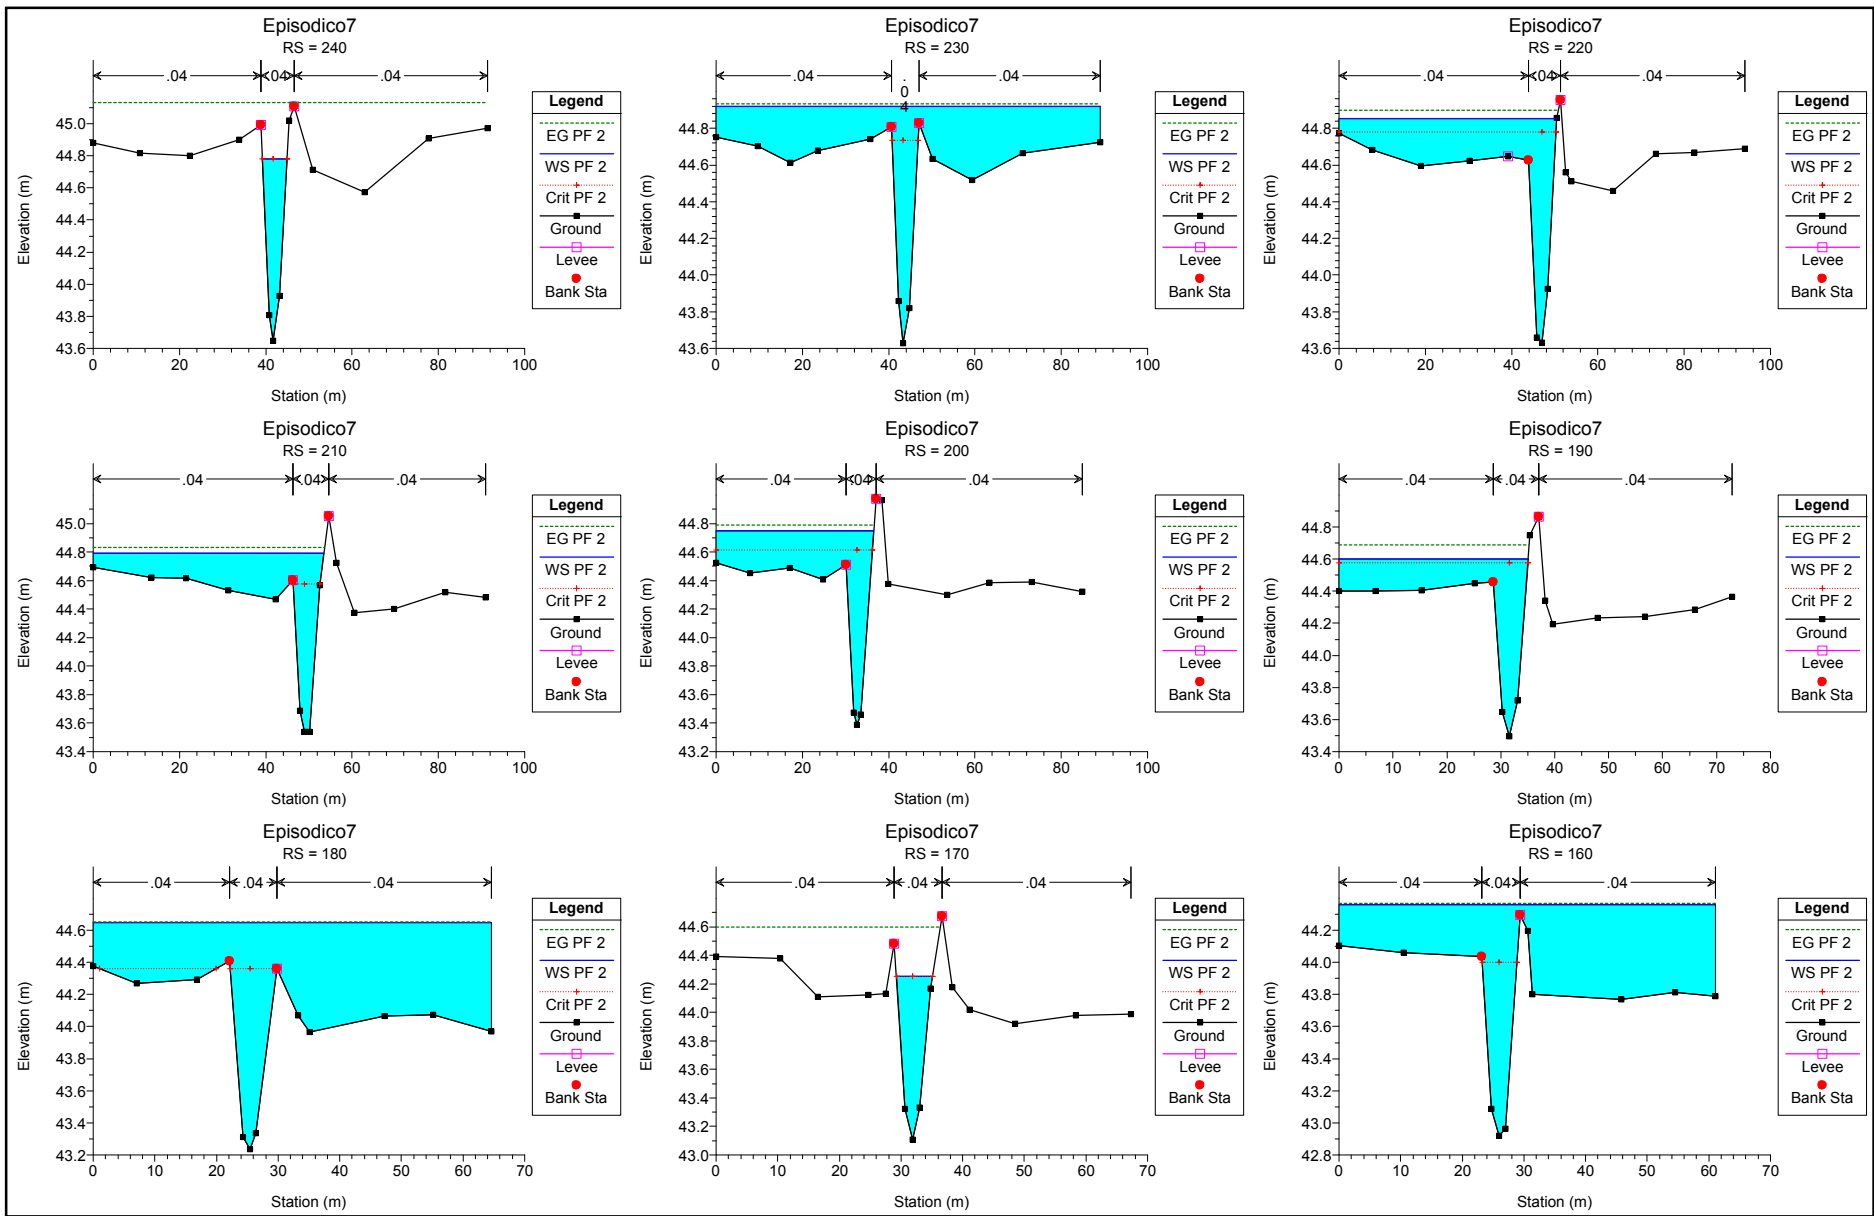 Episodico7
RS = 240
.04 .04 .04
45.0
44.8
44.6
44.4
44.2
44.0
43.8
43.6
0 20 40 60 80 100
Station (m)
Elevation (m)
Legend
EG PF 2
WS PF 2
Crit PF 2
Ground
Levee
Bank Sta
Episodico7
RS = 230
.04 .04 .04
44.8
44.6
44.4
44.2
44.0
43.8
43.6
0 20 40 60 80 100
Station (m)
Elevation (m)
Legend
EG PF 2
WS PF 2
Crit PF 2
Ground
Levee
Bank Sta
Episodico7
RS = 220
.04 .04 .04
44.8
44.6
44.4
44.2
44.0
43.8
43.6
0 20 40 60 80 100
Station (m)
Elevation (m)
Legend
EG PF 2
WS PF 2
Crit PF 2
Ground
Levee
Bank Sta
Episodico7
RS = 210
.04 .04 .04
45.0
44.8
44.6
44.4
44.2
44.0
43.8
43.6
43.4
0 20 40 60 80 100
Station (m)
Elevation (m)
Legend
EG PF 2
WS PF 2
Crit PF 2
Ground
Levee
Bank Sta
Episodico7
RS = 200
.04 .04 .04
44.8
44.6
44.4
44.2
44.0
43.8
43.6
43.4
43.2
0 20 40 60 80 100
Station (m)
Elevation (m)
Legend
EG PF 2
WS PF 2
Crit PF 2
Ground
Levee
Bank Sta
Episodico7
RS = 190
.04 .04 .04
44.8
44.6
44.4
44.2
44.0
43.8
43.6
43.4
0 10 20 30 40 50 60 70 80
Station (m)
Elevation (m)
Legend
EG PF 2
WS PF 2
Crit PF 2
Ground
Levee
Bank Sta
Episodico7
RS = 180
.04 .04 .04
44.6
44.4
44.2
44.0
43.8
43.6
43.4
43.2
0 10 20 30 40 50 60 70
Station (m)
Elevation (m)
Legend
EG PF 2
WS PF 2
Crit PF 2
Ground
Levee
Bank Sta
Episodico7
RS = 170
.04 .04 .04
44.6
44.4
44.2
44.0
43.8
43.6
43.4
43.2
43.0
0 10 20 30 40 50 60 70
Station (m)
Elevation (m)
Legend
EG PF 2
WS PF 2
Crit PF 2
Ground
Levee
Bank Sta
Episodico7
RS = 160
.04 .04 .04
44.2
44.0
43.8
43.6
43.4
43.2
43.0
42.8
0 10 20 30 40 50 60 70
Station (m)
Elevation (m)
Legend
EG PF 2
WS PF 2
Crit PF 2
Ground
Levee
Bank Sta